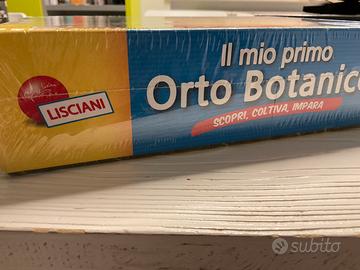 Il mio primo
Orto Botanico
SCOPRI, COLTIVA, IMPARA
LISCIANI
subito